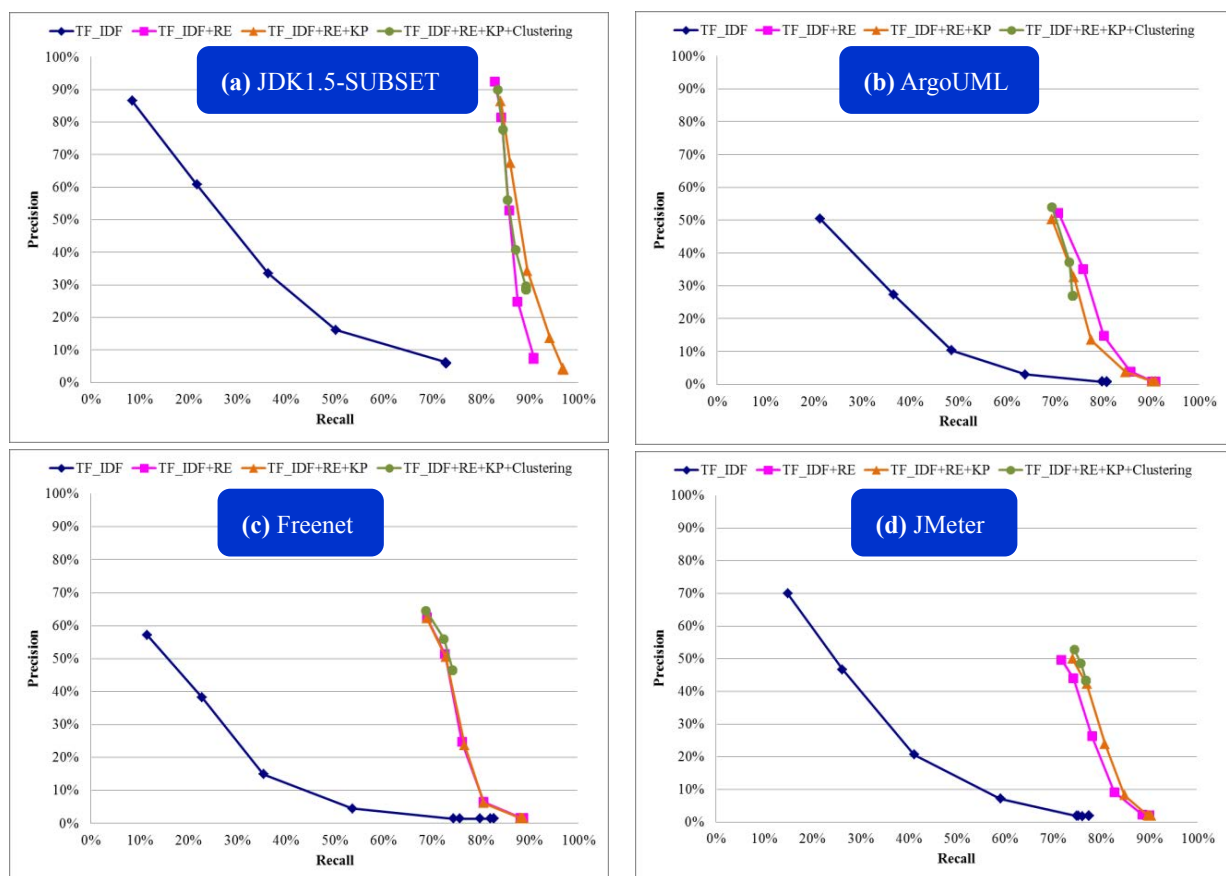 TF_IDF TF_IDF+RE TF_IDF+RE+KP TF_IDF+RE+KP+Clustering
(a) JDK1.5-SUBSET
Precision
100%
90%
80%
70%
60%
50%
40%
30%
20%
10%
0%
0% 10% 20% 30% 40% 50% 60% 70% 80% 90% 100%
Recall
TF_IDF TF_IDF+RE TF_IDF+RE+KP TF_IDF+RE+KP+Clustering
(b) ArgoUML
Precision
100%
90%
80%
70%
60%
50%
40%
30%
20%
10%
0%
0% 10% 20% 30% 40% 50% 60% 70% 80% 90% 100%
Recall
TF_IDF TF_IDF+RE TF_IDF+RE+KP TF_IDF+RE+KP+Clustering
(c) Freenet
Precision
100%
90%
80%
70%
60%
50%
40%
30%
20%
10%
0%
0% 10% 20% 30% 40% 50% 60% 70% 80% 90% 100%
Recall
TF_IDF TF_IDF+RE TF_IDF+RE+KP TF_IDF+RE+KP+Clustering
(d) JMeter
Precision
100%
90%
80%
70%
60%
50%
40%
30%
20%
10%
0%
0% 10% 20% 30% 40% 50% 60% 70% 80% 90% 100%
Recall